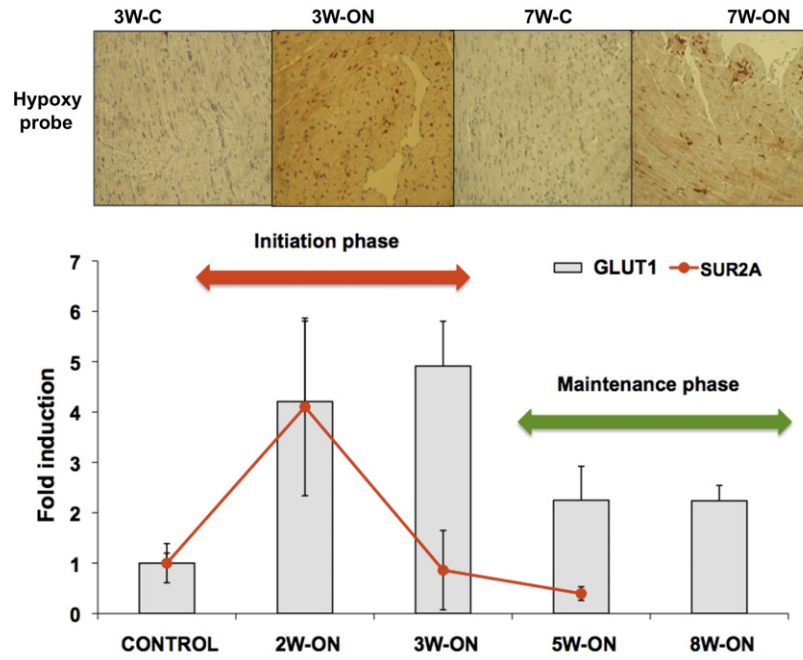 3W-C 3W-ON 7W-C 7W-ON
Hypoxy
probe
Initiation phase
GLUT1 SUR2A
Maintenance phase
Fold induction
7
6
5
4
3
2
1
0
CONTROL 2W-ON 3W-ON 5W-ON 8W-ON